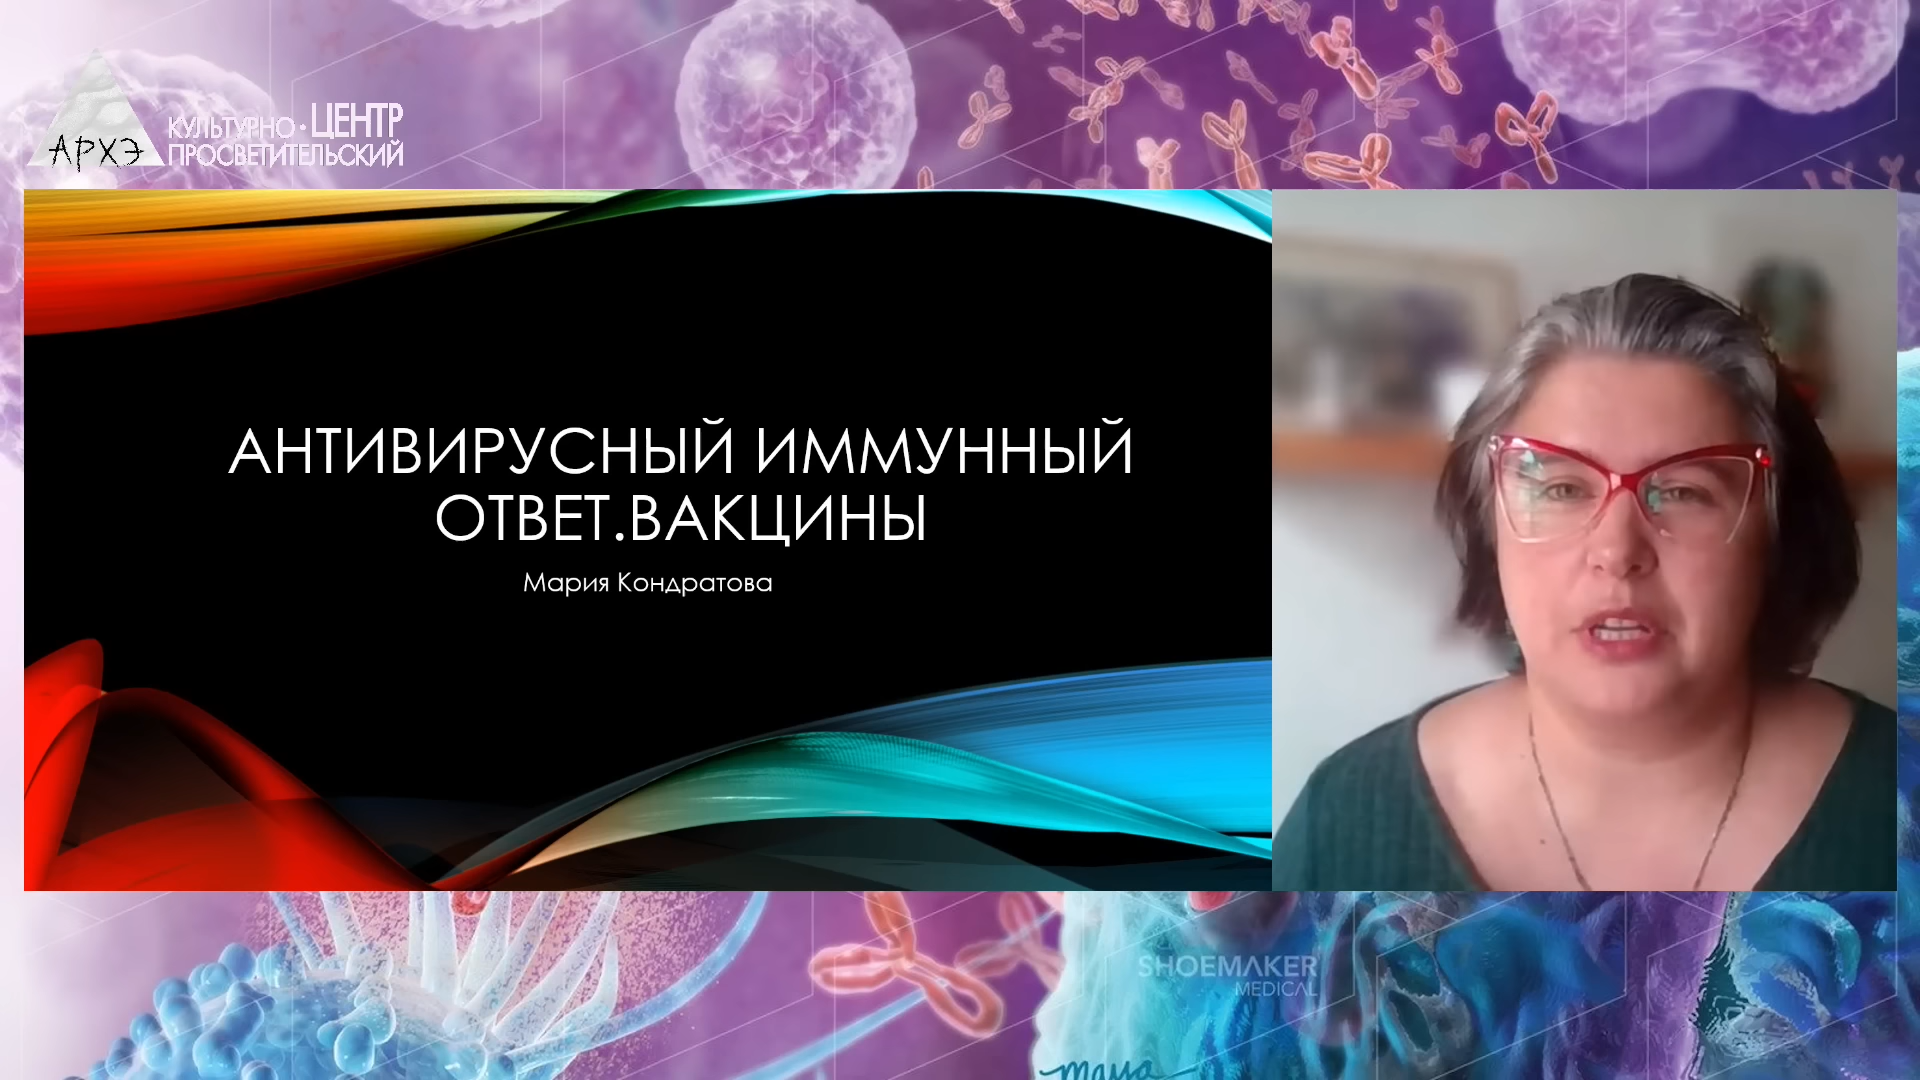 АРХЭ
КУЛЬТУРНО · ЦЕНТР
ПРОСВЕТИТЕЛЬСКИЙ
АНТИВИРУСНЫЙ ИММУННЫЙ
ОТВЕТ.ВАКЦИНЫ
Мария Кондратова
SHOEMAKER
MEDICAL